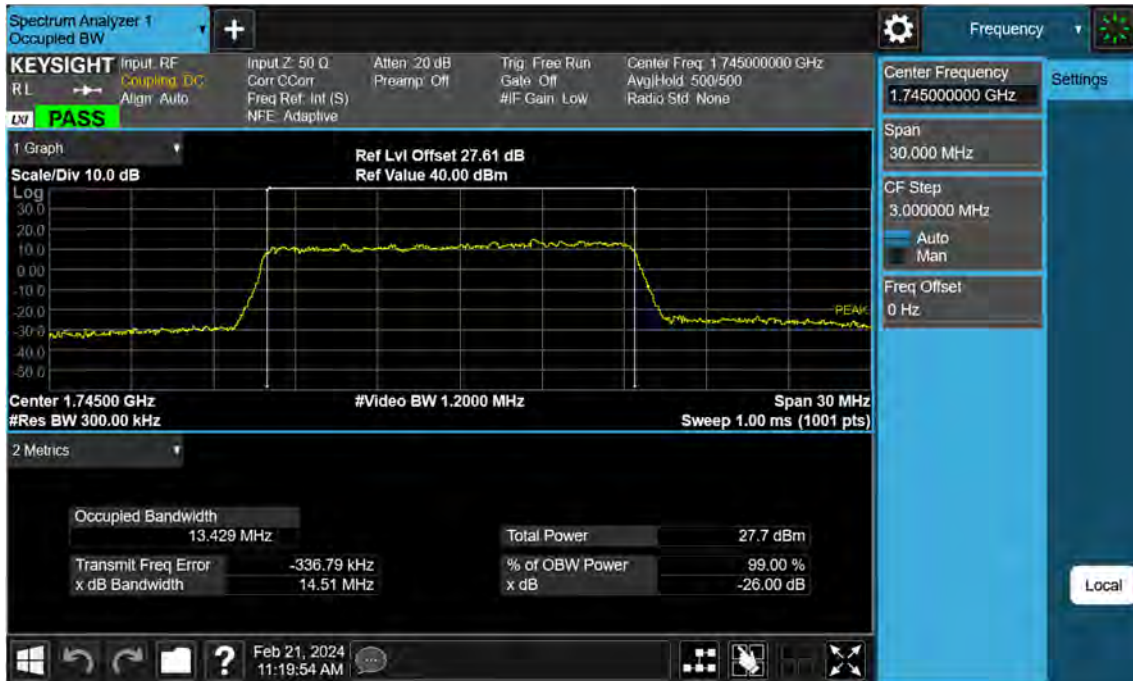 Spectrum Analyzer 1
Occupied BW
+
Frequency
KEYSIGHT
RL
LXI
PASS
Input: RF
Coupling: DC
Align: Auto
Input Z: 50 Ω
Corr CCorr
Freq Ref: Int (S)
NFE: Adaptive
Atten: 20 dB
Preamp: Off
Trig: Free Run
Gate: Off
#IF Gain: Low
Center Freq: 1.745000000 GHz
Avg|Hold: 500/500
Radio Std: None
Center Frequency
1.745000000 GHz
Settings
Span
30.000 MHz
CF Step
3.000000 MHz
Auto
Man
Freq Offset
0 Hz
1 Graph
Scale/Div 10.0 dB
Ref Lvl Offset 27.61 dB
Ref Value 40.00 dBm
Log
30.0
20.0
10.0
0.00
-10.0
-20.0
-30.0
-40.0
-50.0
PEAK
Center 1.74500 GHz
#Res BW 300.00 kHz
#Video BW 1.2000 MHz
Span 30 MHz
Sweep 1.00 ms (1001 pts)
2 Metrics
Occupied Bandwidth
13.429 MHz
Transmit Freq Error -336.79 kHz
x dB Bandwidth 14.51 MHz
Total Power 27.7 dBm
% of OBW Power 99.00 %
x dB -26.00 dB
Local
?
Feb 21, 2024
11:19:54 AM